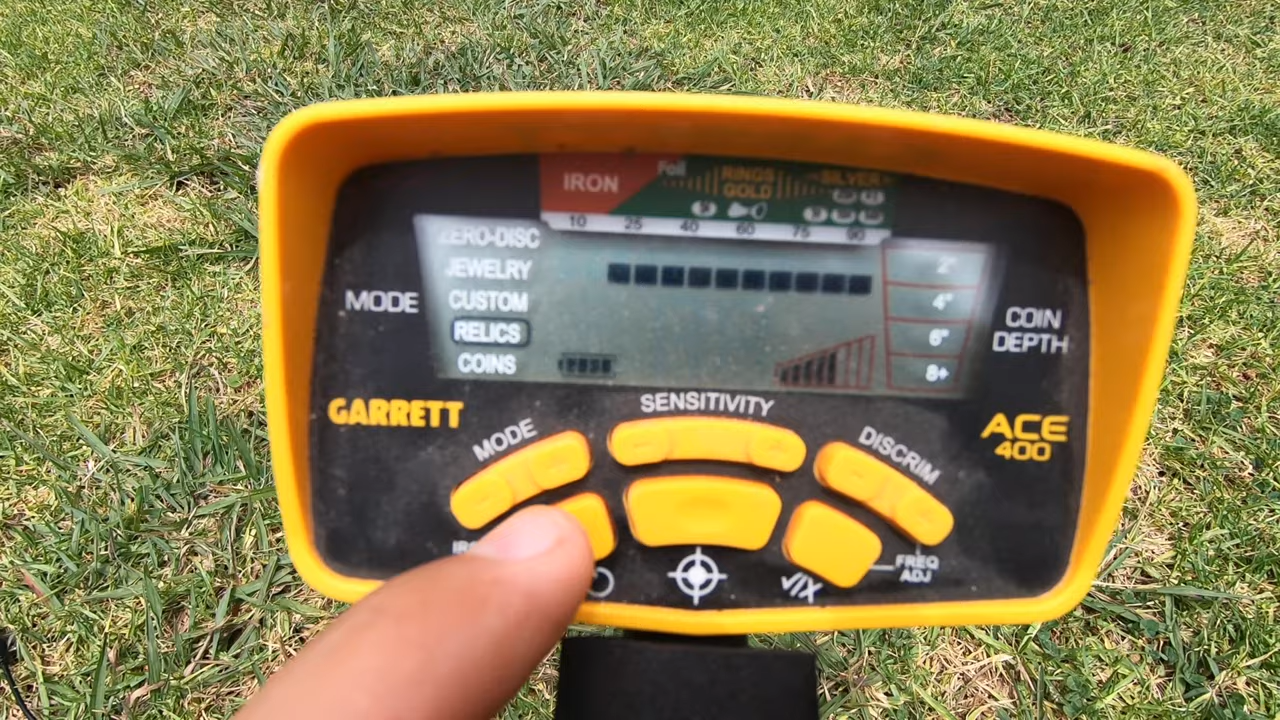 IRON
Foil
RINGS
GOLD
SILVER
10 25 40 60 75 90
ZERO-DISC
JEWELRY
CUSTOM
RELICS
COINS
MODE
2"
4"
6"
8+
COIN
DEPTH
GARRETT
ACE
400
MODE
SENSITIVITY
DISCRIM
FREQ
ADJ
√/X